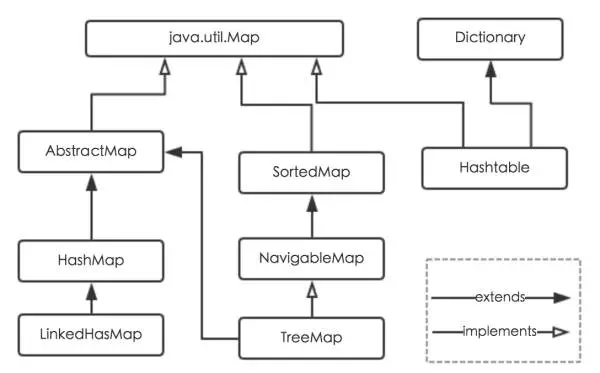 java.util.Map
Dictionary
AbstractMap
SortedMap
Hashtable
HashMap
NavigableMap
LinkedHasMap
TreeMap
extends
implements